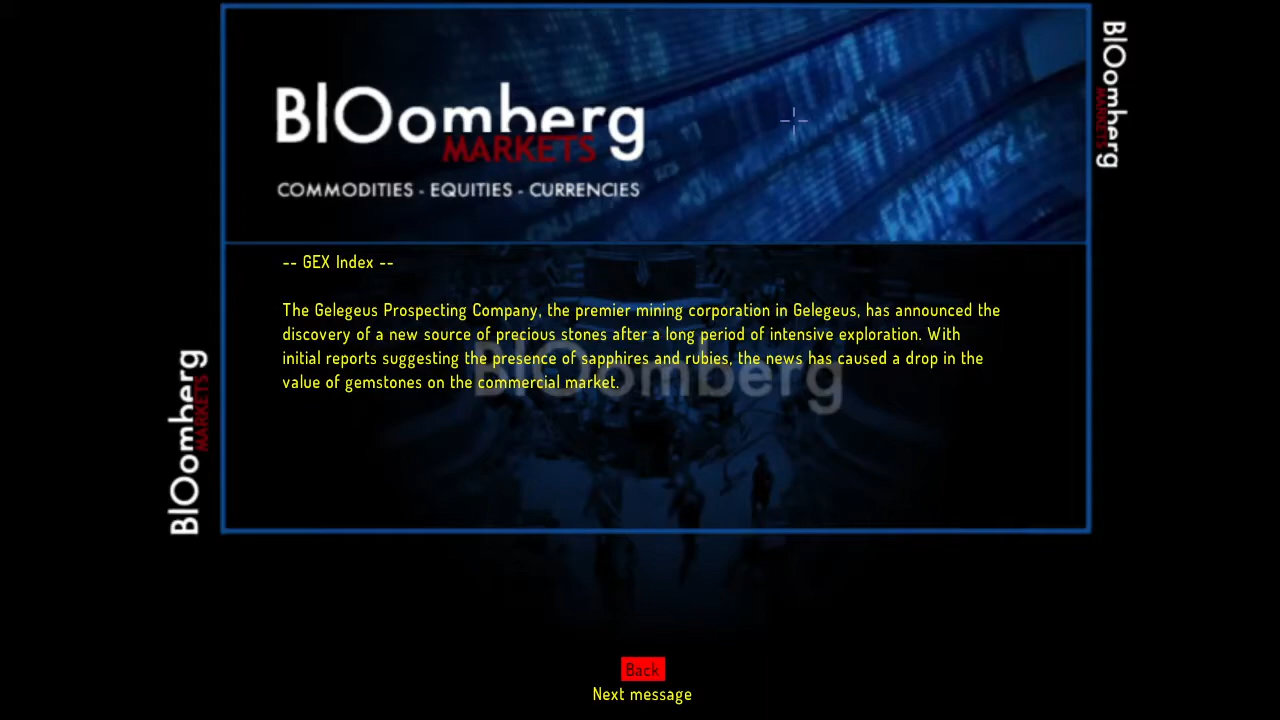 BlOomberg
MARKETS
COMMODITIES - EQUITIES - CURRENCIES
BlOomberg
MARKETS
-- GEX Index --
The Gelegeus Prospecting Company, the premier mining corporation in Gelegeus, has announced the
discovery of a new source of precious stones after a long period of intensive exploration. With
initial reports suggesting the presence of sapphires and rubies, the news has caused a drop in the
value of gemstones on the commercial market.
BlOomberg
BlOomberg
MARKETS
Back
Next message